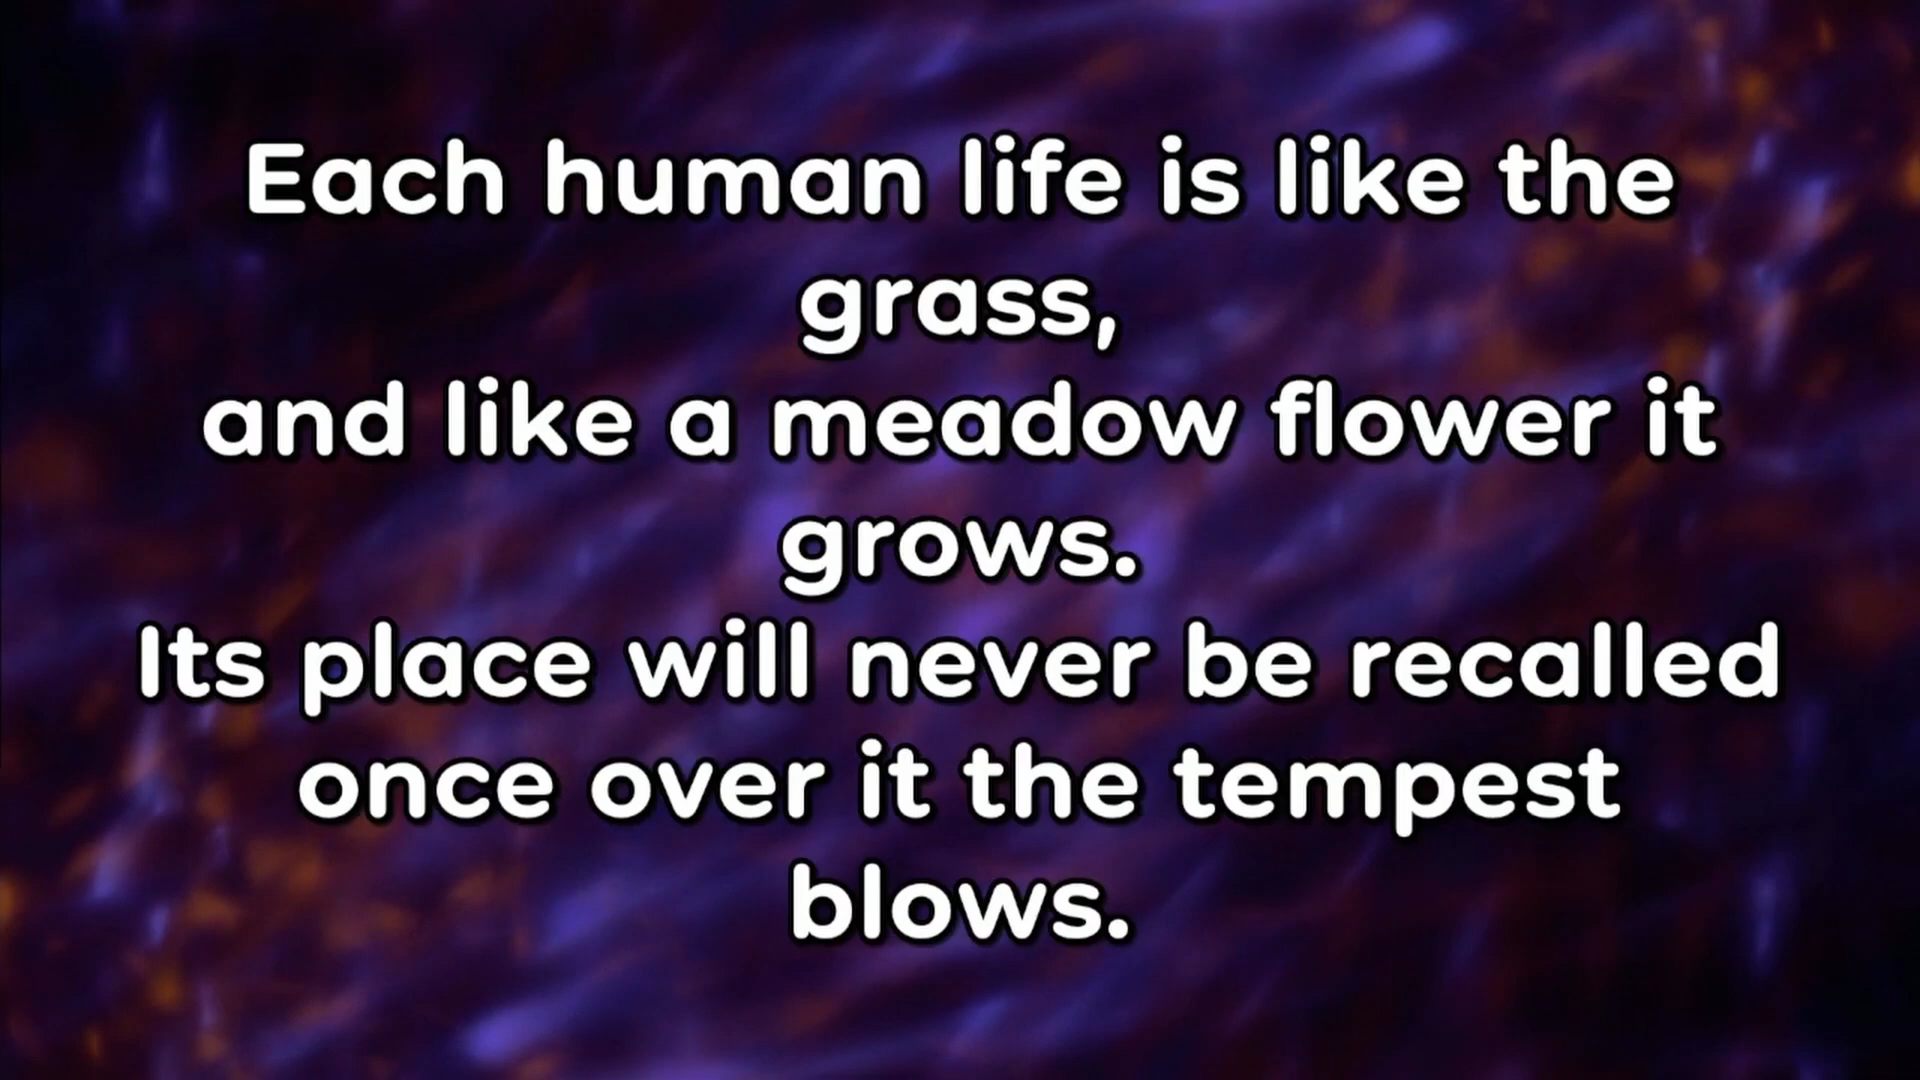 Each human life is like the
grass,
and like a meadow flower it
grows.
Its place will never be recalled
once over it the tempest
blows.